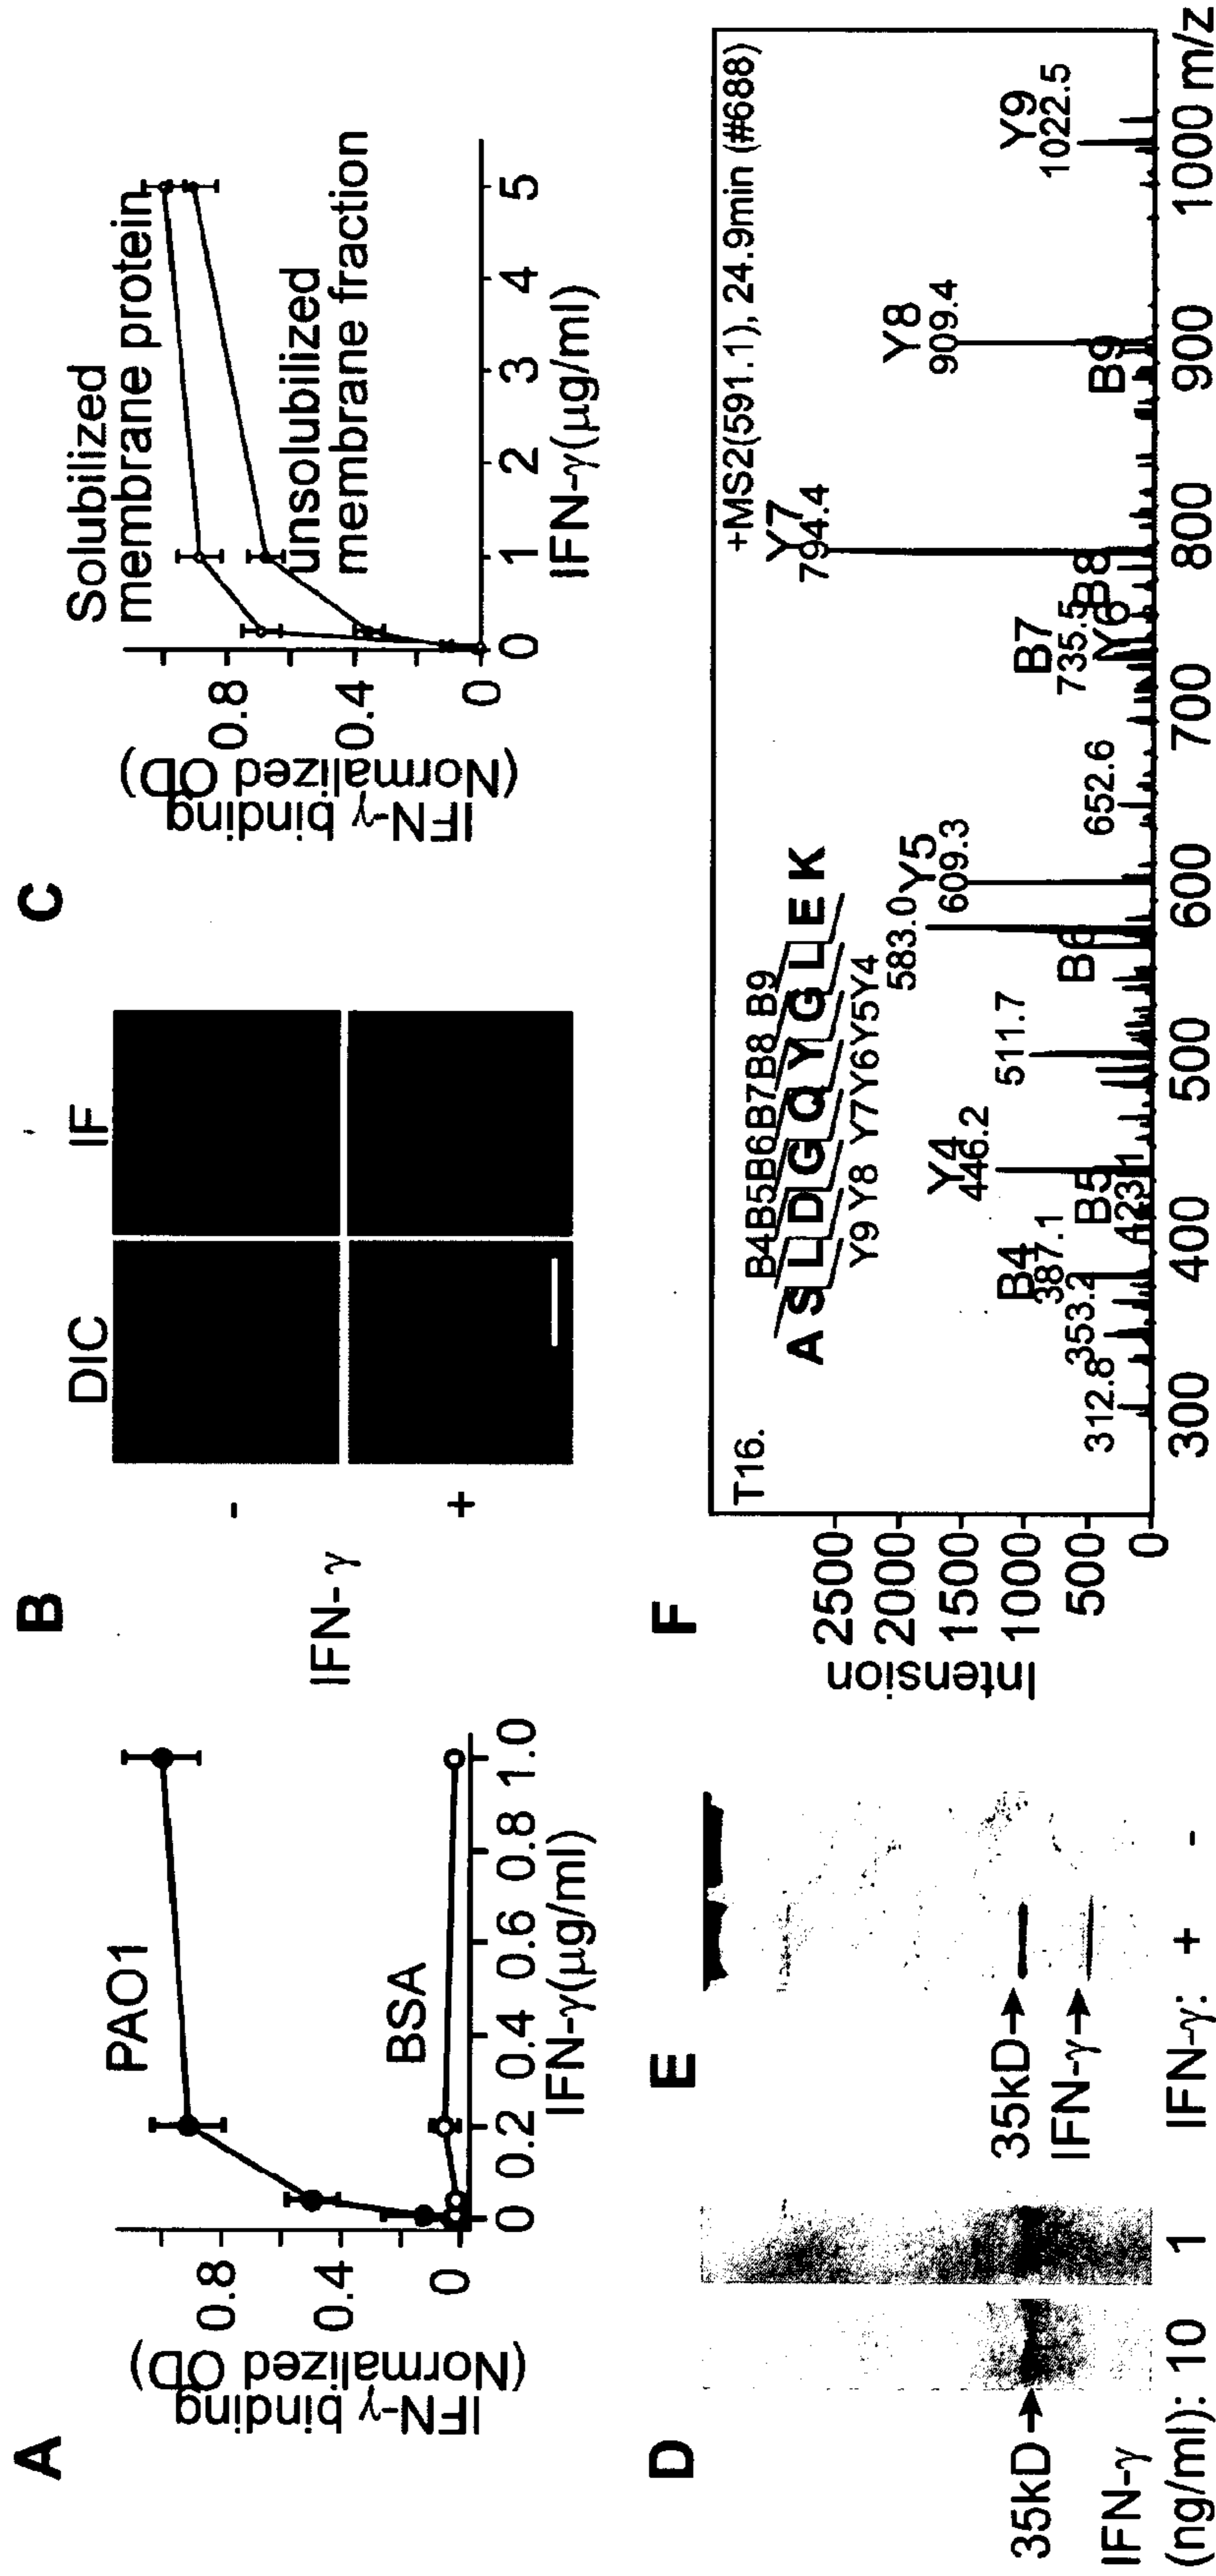 A
IFN-γ binding
(Normalized OD)
0.8
0.4
0
PAO1
BSA
0 0.2 0.4 0.6 0.8 1.0
IFN-γ(μg/ml)
B
DIC IF
IFN- γ
-
+
C
IFN-γ binding
(Normalized OD)
0.8
0.4
0
Solubilized
membrane protein
unsolubilized
membrane fraction
0 1 2 3 4 5
IFN-γ(μg/ml)
D
35kD
IFN-γ
(ng/ml): 10 1
E
35kD
IFN-γ
IFN-γ: + -
F
Intension
2500
2000
1500
1000
500
0
T16.
+MS2(591.1), 24.9min (#688)
B4B5B6B7B8 B9
A S L D G Q Y G L E K
Y9 Y8 Y7Y6Y5Y4
312.8
353.2
B4
387.1
B5
423.1
Y4
446.2
511.7
B6
583.0
Y5
609.3
652.6
B7
735.5
Y6
B8
Y7
794.4
B9
Y8
909.4
Y9
1022.5
300 400 500 600 700 800 900 1000 m/z